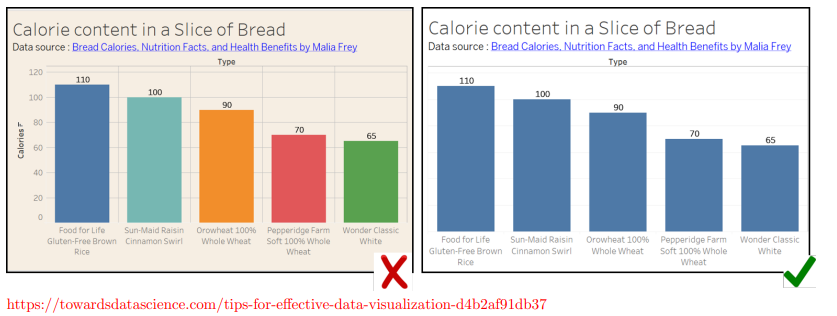 Calorie content in a Slice of Bread
Data source : Bread Calories, Nutrition Facts, and Health Benefits by Malia Frey
Type
120
100
80
60
40
20
0
Calories
110
100
90
70
65
Food for Life Gluten-Free Brown Rice
Sun-Maid Raisin Cinnamon Swirl
Orowheat 100% Whole Wheat
Pepperidge Farm Soft 100% Whole Wheat
Wonder Classic White
Calorie content in a Slice of Bread
Data source : Bread Calories, Nutrition Facts, and Health Benefits by Malia Frey
Type
110
100
90
70
65
Food for Life Gluten-Free Brown Rice
Sun-Maid Raisin Cinnamon Swirl
Orowheat 100% Whole Wheat
Pepperidge Farm Soft 100% Whole Wheat
Wonder Classic White
https://towardsdatascience.com/tips-for-effective-data-visualization-d4b2af91db37